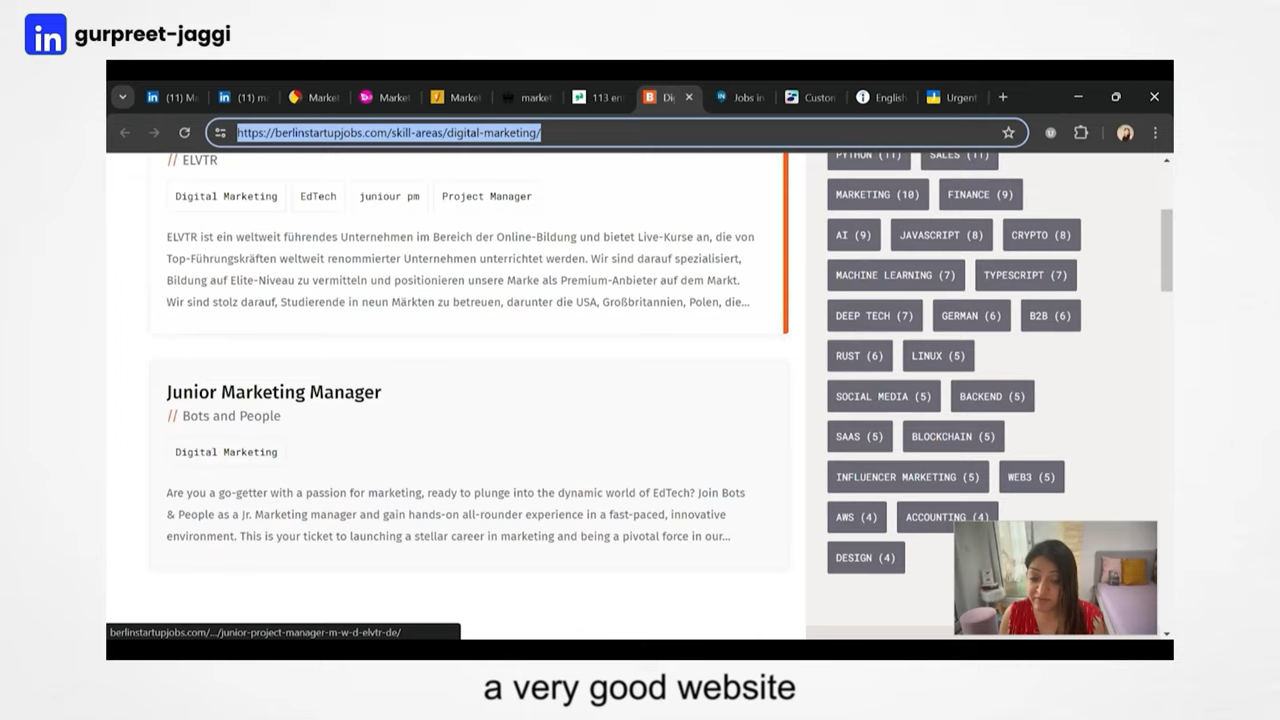 in gurpreet-jaggi
in (11) M
in (11) m
Market
Market
Market
market
113 en
Di
Jobs in
Custon
English
Urgent
https://berlinstartupjobs.com/skill-areas/digital-marketing/
// ELVTR
Digital Marketing EdTech juniour pm Project Manager
ELVTR ist ein weltweit führendes Unternehmen im Bereich der Online-Bildung und bietet Live-Kurse an, die von
Top-Führungskräften weltweit renommierter Unternehmen unterrichtet werden. Wir sind darauf spezialisiert,
Bildung auf Elite-Niveau zu vermitteln und positionieren unsere Marke als Premium-Anbieter auf dem Markt.
Wir sind stolz darauf, Studierende in neun Märkten zu betreuen, darunter die USA, Großbritannien, Polen, die...
Junior Marketing Manager
// Bots and People
Digital Marketing
Are you a go-getter with a passion for marketing, ready to plunge into the dynamic world of EdTech? Join Bots
& People as a Jr. Marketing manager and gain hands-on all-rounder experience in a fast-paced, innovative
environment. This is your ticket to launching a stellar career in marketing and being a pivotal force in our...
PYTHON (11) SALES (11)
MARKETING (10) FINANCE (9)
AI (9) JAVASCRIPT (8) CRYPTO (8)
MACHINE LEARNING (7) TYPESCRIPT (7)
DEEP TECH (7) GERMAN (6) B2B (6)
RUST (6) LINUX (5)
SOCIAL MEDIA (5) BACKEND (5)
SAAS (5) BLOCKCHAIN (5)
INFLUENCER MARKETING (5) WEB3 (5)
AWS (4) ACCOUNTING (4)
DESIGN (4)
berlinstartupjobs.com/.../junior-project-manager-m-w-d-elvtr-de/
a very good website